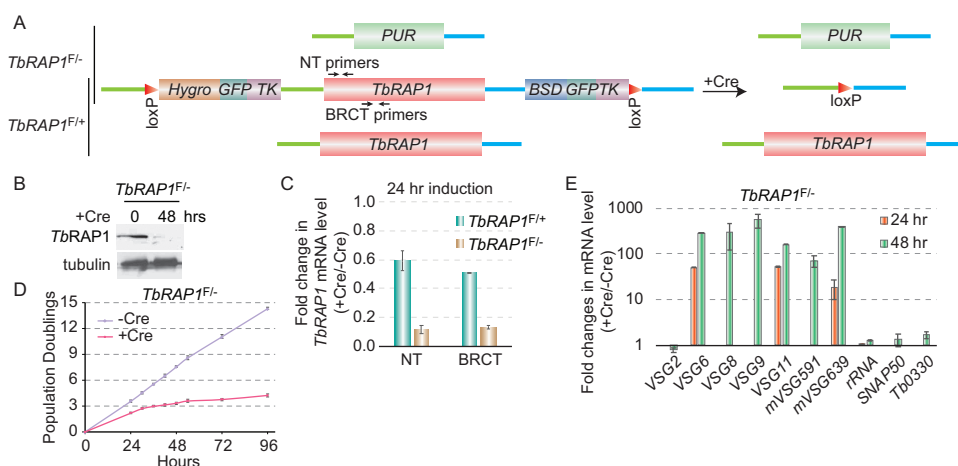 A
PUR
PUR
TbRAP1F/-
NT primers
Hygro GFP TK
TbRAP1
BSD GFP TK
+Cre
loxP
loxP
loxP
BRCT primers
TbRAP1F/+
TbRAP1
TbRAP1
B
TbRAP1F/-
+Cre 0 48 hrs
TbRAP1
tubulin
C
24 hr induction
Fold change in
TbRAP1 mRNA level
(+Cre/-Cre)
1.0
0.8
0.6
0.4
0.2
0.0
TbRAP1F/+
TbRAP1F/-
NT BRCT
D
TbRAP1F/-
Population Doublings
15
12
9
6
3
0
-Cre
+Cre
0 24 48 72 96
Hours
E
TbRAP1F/-
Fold changes in mRNA level
(+Cre/-Cre)
1000
100
10
1
24 hr
48 hr
VSG2 VSG6 VSG8 VSG9 VSG11 mVSG591 mVSG639 rRNA SNAP50 Tb0330